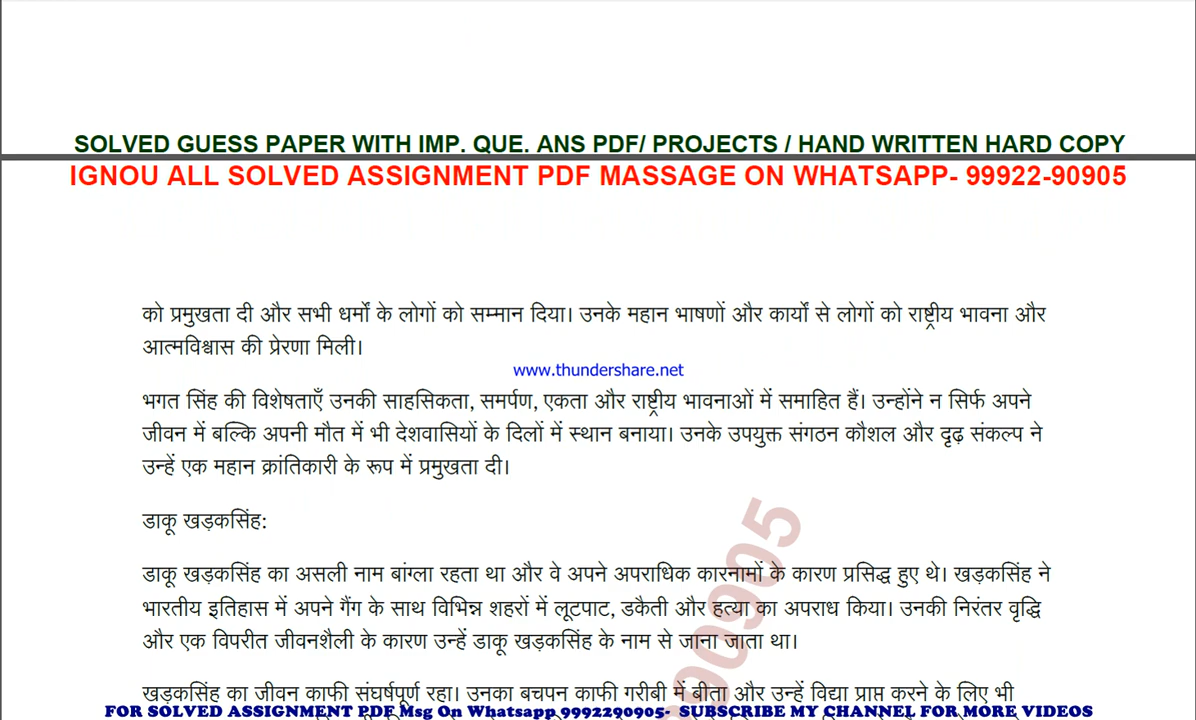 SOLVED GUESS PAPER WITH IMP. QUE. ANS PDF/ PROJECTS / HAND WRITTEN HARD COPY
IGNOU ALL SOLVED ASSIGNMENT PDF MASSAGE ON WHATSAPP- 99922-90905
को प्रमुखता दी और सभी धर्मों के लोगों को सम्मान दिया। उनके महान भाषणों और कार्यों से लोगों को राष्ट्रीय भावना और
आत्मविश्वास की प्रेरणा मिली।
www.thundershare.net
भगत सिंह की विशेषताएँ उनकी साहसिकता, समर्पण, एकता और राष्ट्रीय भावनाओं में समाहित हैं। उन्होंने न सिर्फ अपने
जीवन में बल्कि अपनी मौत में भी देशवासियों के दिलों में स्थान बनाया। उनके उपयुक्त संगठन कौशल और दृढ़ संकल्प ने
उन्हें एक महान क्रांतिकारी के रूप में प्रमुखता दी।
डाकू खड़कसिंह:
डाकू खड़कसिंह का असली नाम बांग्ला रहता था और वे अपने अपराधिक कारनामों के कारण प्रसिद्ध हुए थे। खड़कसिंह ने
भारतीय इतिहास में अपने गैंग के साथ विभिन्न शहरों में लूटपाट, डकैती और हत्या का अपराध किया। उनकी निरंतर वृद्धि
और एक विपरीत जीवनशैली के कारण उन्हें डाकू खड़कसिंह के नाम से जाना जाता था।
खड़कसिंह का जीवन काफी संघर्षपूर्ण रहा। उनका बचपन काफी गरीबी में बीता और उन्हें विद्या प्राप्त करने के लिए भी
FOR SOLVED ASSIGNMENT PDF Msg On Whatsapp 9992290905- SUBSCRIBE MY CHANNEL FOR MORE VIDEOS
90905